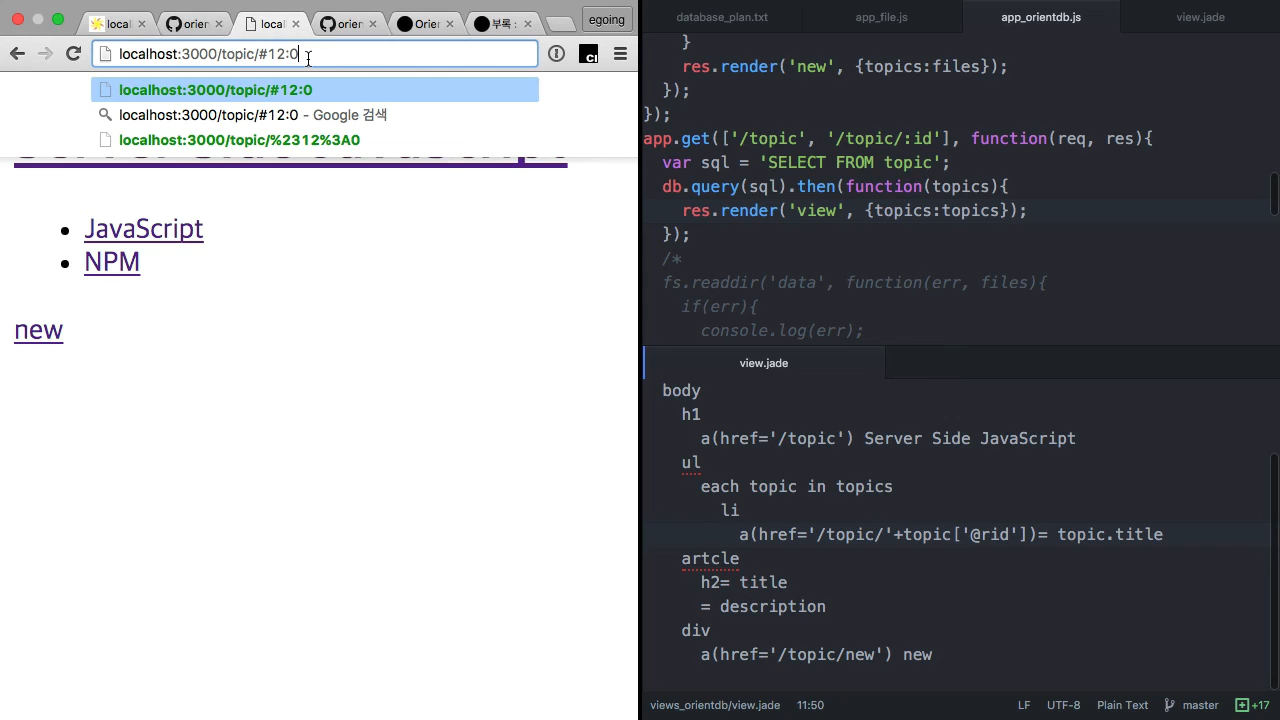 local
orien
local
orien
Orien
부록 :
egoing
localhost:3000/topic/#12:0
localhost:3000/topic/#12:0
localhost:3000/topic/#12:0 - Google 검색
localhost:3000/topic/%2312%3A0
JavaScript
NPM
new
database_plan.txt
app_file.js
app_orientdb.js
view.jade
}
res.render('new', {topics:files});
});
});
app.get(['/topic', '/topic/:id'], function(req, res){
var sql = 'SELECT FROM topic';
db.query(sql).then(function(topics){
res.render('view', {topics:topics});
});
/*
fs.readdir('data', function(err, files){
if(err){
console.log(err);
view.jade
body
h1
a(href='/topic') Server Side JavaScript
ul
each topic in topics
li
a(href='/topic/'+topic['@rid'])= topic.title
artcle
h2= title
= description
div
a(href='/topic/new') new
views_orientdb/view.jade 11:50 LF UTF-8 Plain Text master +17